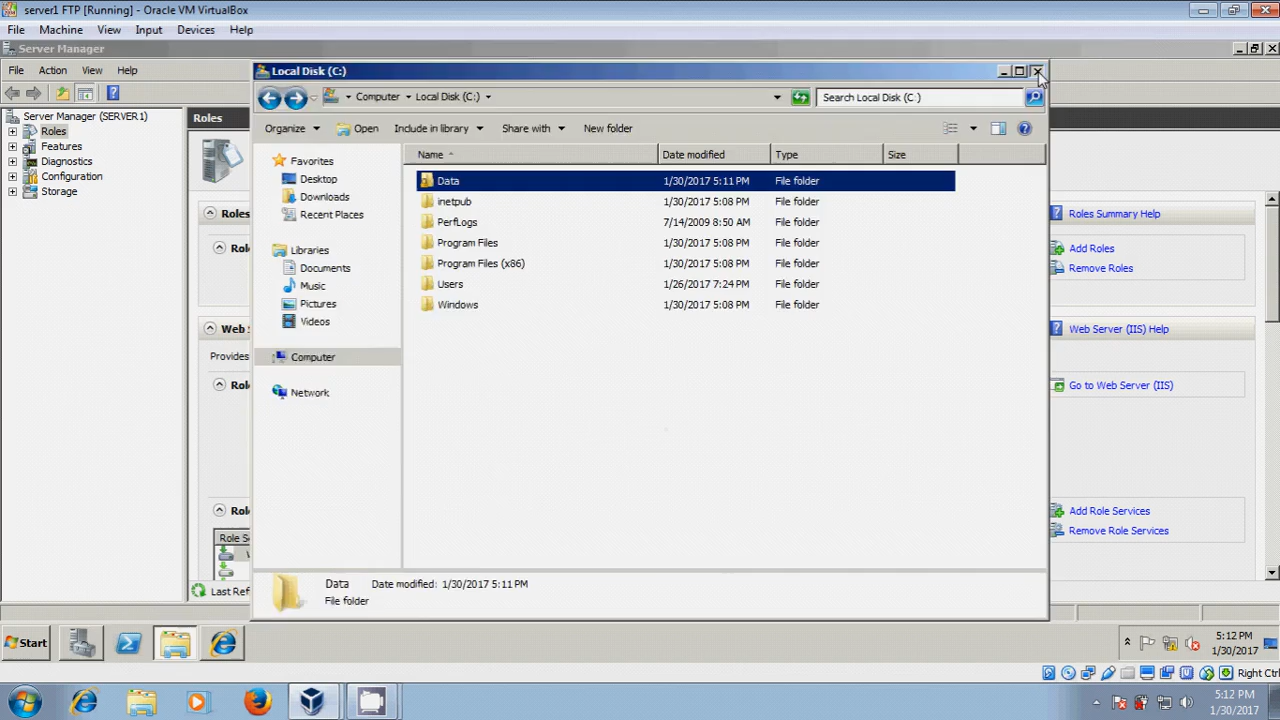 server1 FTP [Running] - Oracle VM VirtualBox
File Machine View Input Devices Help
Server Manager
File Action View Help
Server Manager (SERVER1)
Roles
Features
Diagnostics
Configuration
Storage
Roles
Roles
Web
Provides
Role Se
Last Ref
Local Disk (C:)
Computer Local Disk (C:)
Search Local Disk (C:)
Organize Open Include in library Share with New folder
Favorites
Desktop
Downloads
Recent Places
Libraries
Documents
Music
Pictures
Videos
Computer
Network
Name Date modified Type Size
Data 1/30/2017 5:11 PM File folder
inetpub 1/30/2017 5:08 PM File folder
PerfLogs 7/14/2009 8:50 AM File folder
Program Files 1/30/2017 5:08 PM File folder
Program Files (x86) 1/30/2017 5:08 PM File folder
Users 1/26/2017 7:24 PM File folder
Windows 1/30/2017 5:08 PM File folder
Data Date modified: 1/30/2017 5:11 PM
File folder
Roles Summary Help
Add Roles
Remove Roles
Web Server (IIS) Help
Go to Web Server (IIS)
Add Role Services
Remove Role Services
Start
5:12 PM
1/30/2017
Right Ctrl
5:12 PM
1/30/2017